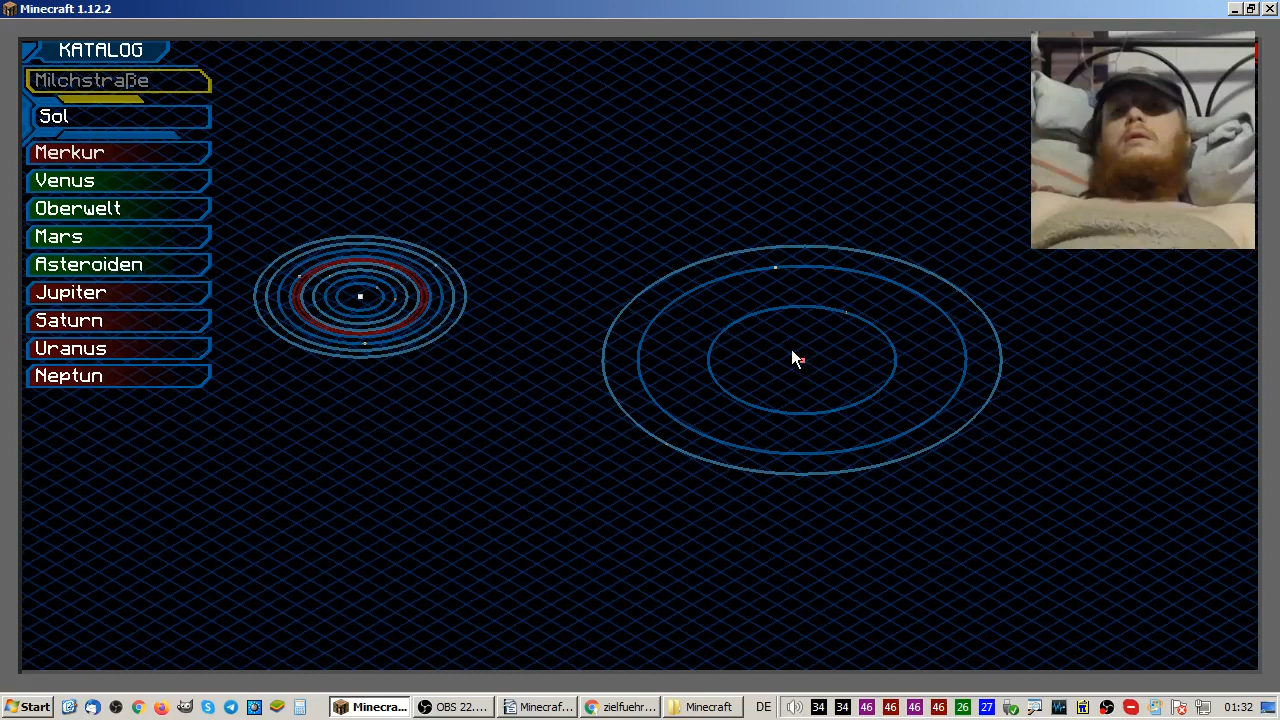 Minecraft 1.12.2
KATALOG
Milchstraße
Sol
Merkur
Venus
Oberwelt
Mars
Asteroiden
Jupiter
Saturn
Uranus
Neptun
Start
Minecra...
OBS 22....
Minecraf...
zielfuehr...
Minecraft
DE
34
34
46
46
46
46
26
27
01:32